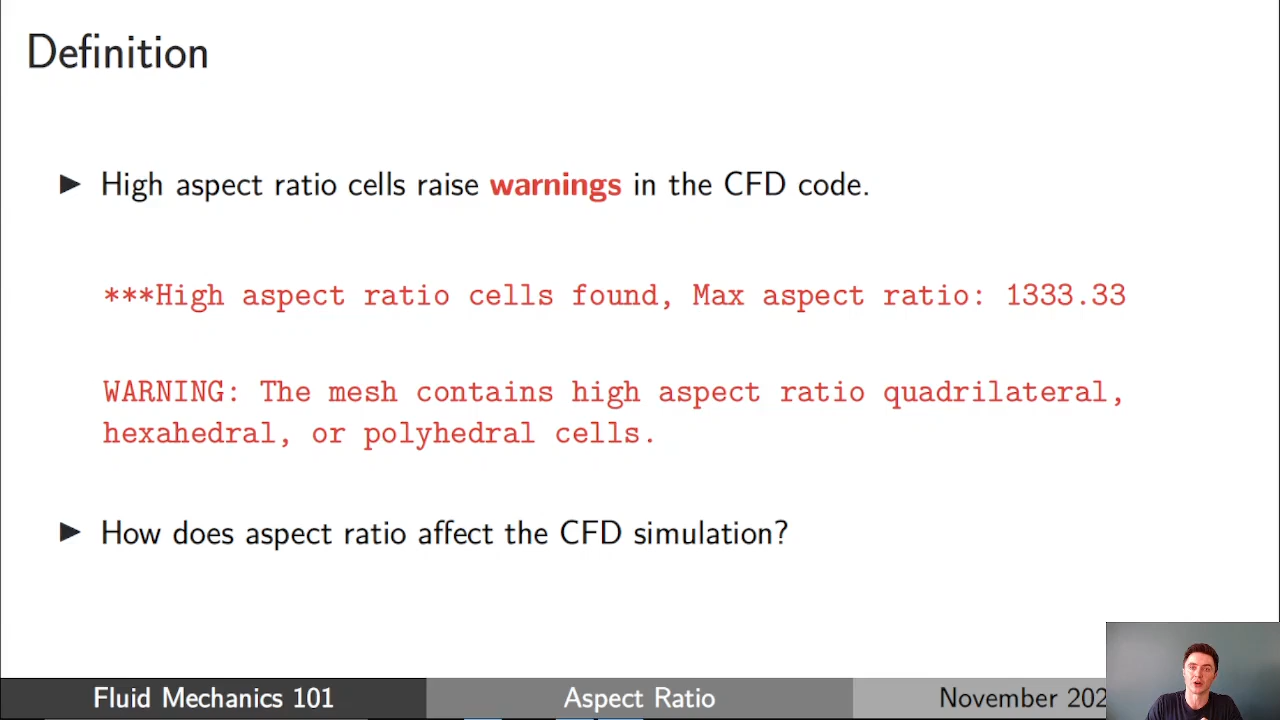 Definition
▶ High aspect ratio cells raise warnings in the CFD code.
***High aspect ratio cells found, Max aspect ratio: 1333.33
WARNING: The mesh contains high aspect ratio quadrilateral,
hexahedral, or polyhedral cells.
▶ How does aspect ratio affect the CFD simulation?
Fluid Mechanics 101 Aspect Ratio November 202